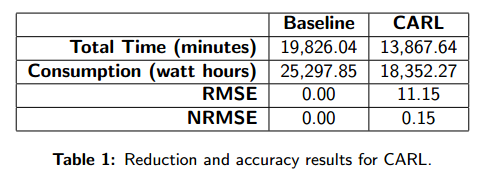 Baseline CARL
Total Time (minutes) 19,826.04 13,867.64
Consumption (watt hours) 25,297.85 18,352.27
RMSE 0.00 11.15
NRMSE 0.00 0.15
Table 1: Reduction and accuracy results for CARL.